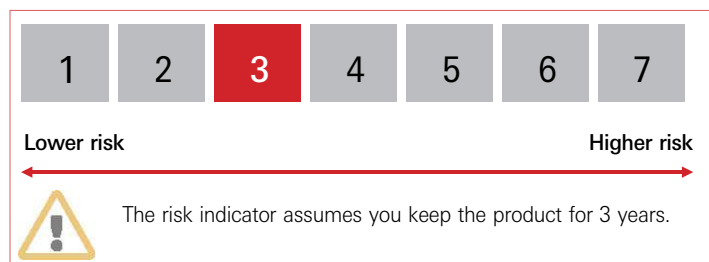 1 2 3 4 5 6 7
Lower risk Higher risk
The risk indicator assumes you keep the product for 3 years.